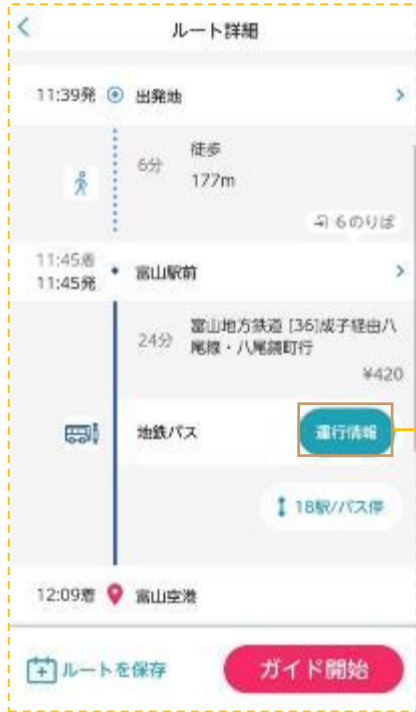 ルート詳細
11:39発 出発地
6分 徒歩
177m
6のりば
11:45着
11:45発 富山駅前
24分 富山地方鉄道 [36]成子経由八
尾線・八尾鏡町行
¥420
地鉄バス 運行情報
18駅/バス停
12:09着 富山空港
ルートを保存 ガイド開始